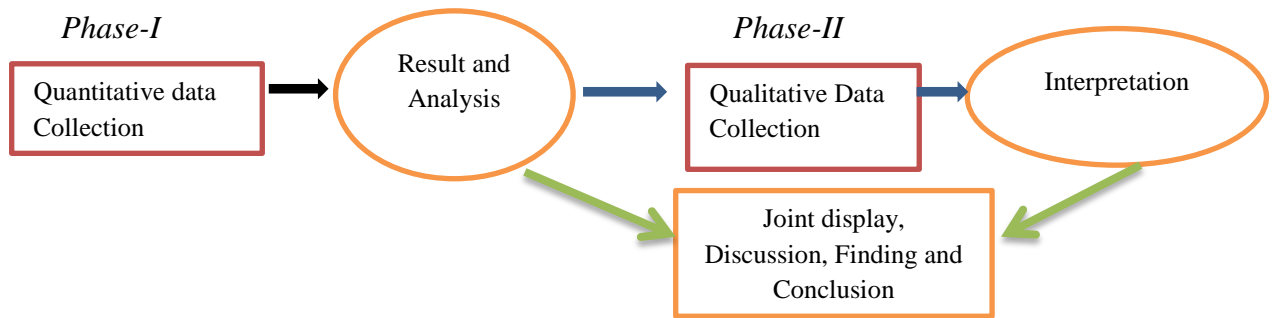 Phase-I
Quantitative data
Collection
Result and
Analysis
Phase-II
Qualitative Data
Collection
Interpretation
Joint display,
Discussion, Finding and
Conclusion